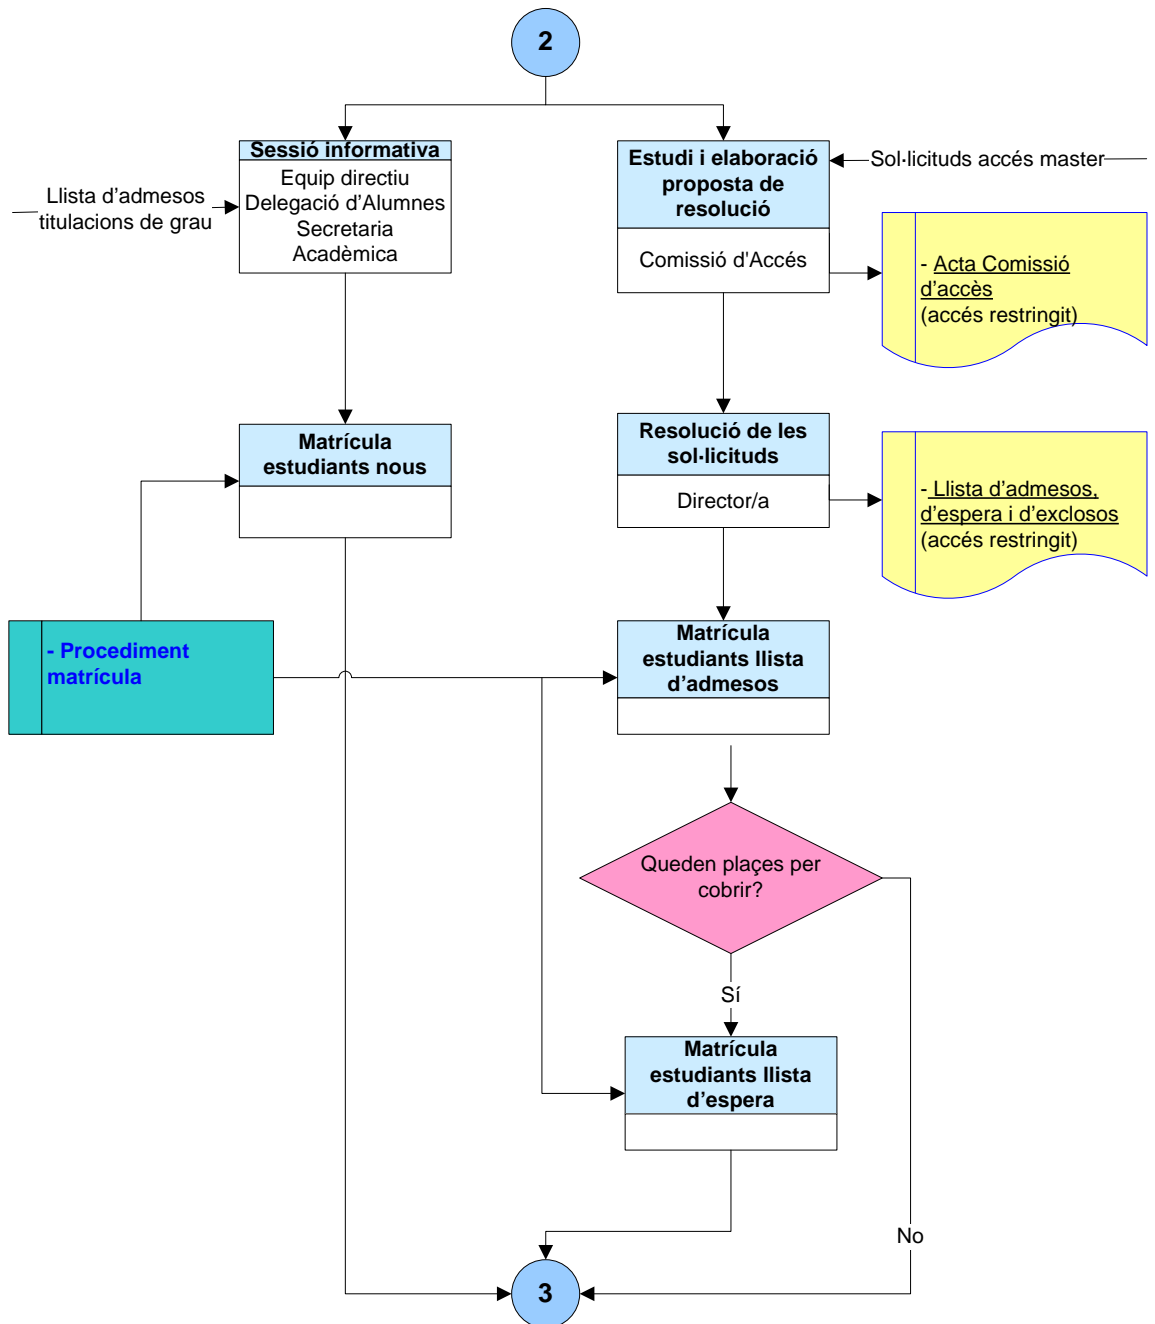 2
Sessió informativa
Equip directiu
Delegació d'Alumnes
Secretaria
Acadèmica
Llista d'admesos
titulacions de grau
Estudi i elaboració
proposta de
resolució
Comissió d'Accés
Sol·licituds accés master
- Acta Comissió
d'accès
(accés restringit)
Matrícula
estudiants nous
Resolució de les
sol·licituds
Director/a
- Llista d'admesos,
d'espera i d'exclosos
(accés restringit)
- Procediment
matrícula
Matrícula
estudiants llista
d'admesos
Queden plaçes per
cobrir?
Sí
Matrícula
estudiants llista
d'espera
No
3